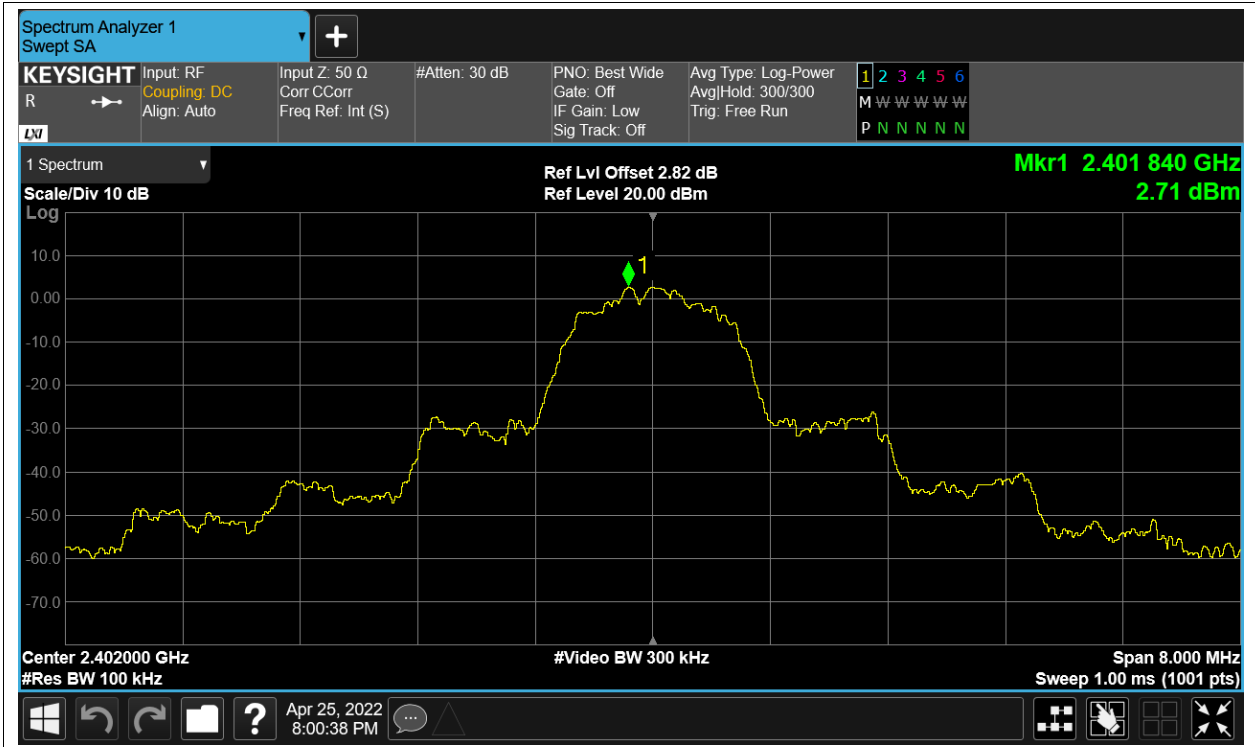 Spectrum Analyzer 1
Swept SA
KEYSIGHT
R
LXI
Input: RF
Coupling: DC
Align: Auto
Input Z: 50 Ω
Corr CCorr
Freq Ref: Int (S)
#Atten: 30 dB
PNO: Best Wide
Gate: Off
IF Gain: Low
Sig Track: Off
Avg Type: Log-Power
Avg|Hold: 300/300
Trig: Free Run
1 2 3 4 5 6
M W W W W W
P N N N N N
1 Spectrum
Scale/Div 10 dB
Log
Ref Lvl Offset 2.82 dB
Ref Level 20.00 dBm
Mkr1 2.401 840 GHz
2.71 dBm
1
10.0
0.00
-10.0
-20.0
-30.0
-40.0
-50.0
-60.0
-70.0
Center 2.402000 GHz
#Res BW 100 kHz
#Video BW 300 kHz
Span 8.000 MHz
Sweep 1.00 ms (1001 pts)
?
Apr 25, 2022
8:00:38 PM